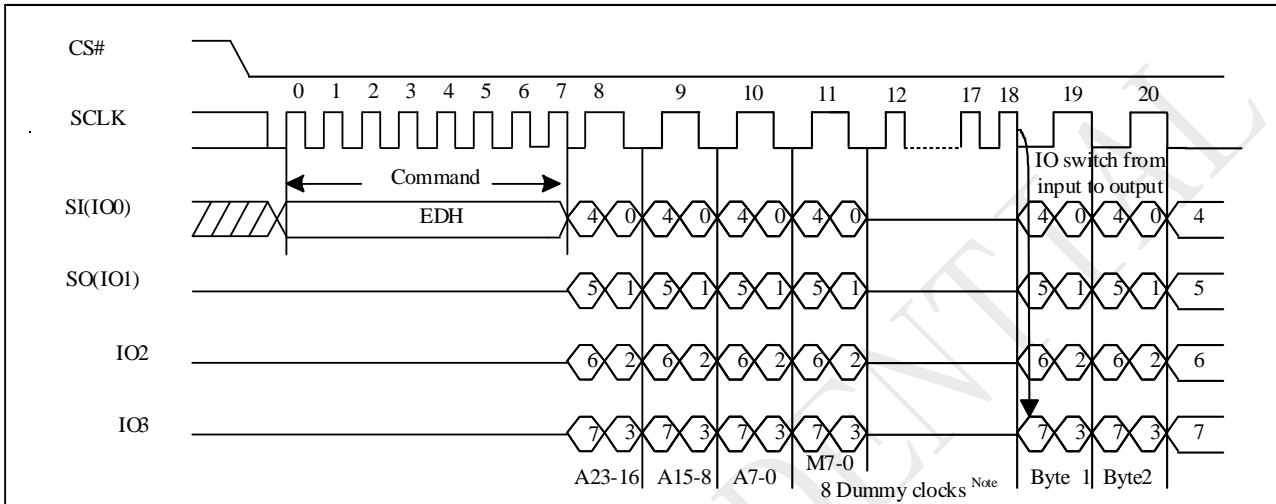 CS#
0 1 2 3 4 5 6 7 8 9 10 11 12 17 18 19 20
SCLK
IO switch from
input to output
Command
SI(IO0)
EDH
4 0 4 0 4 0 4 0 4 0 4 0 4
SO(IO1)
5 1 5 1 5 1 5 1 5 1 5 1 5
IO2
6 2 6 2 6 2 6 2 6 2 6 2 6
IO3
7 3 7 3 7 3 7 3 7 3 7 3 7
A23-16 A15-8 A7-0 M7-0 Byte 1 Byte2
8 Dummy clocks Note
DENTIAL